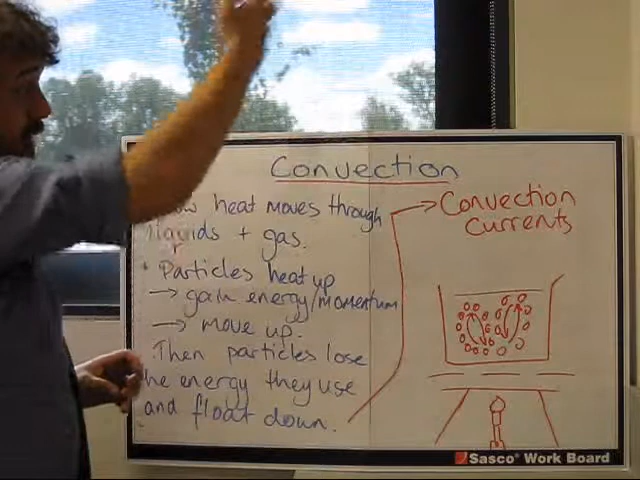 Convection
heat moves through
liquids + gas.
• Particles heat up
→ gain energy/momentum
→ move up.
Then particles lose
he energy they use
and float down.
→ Convection
Currents
Sasco Work Board